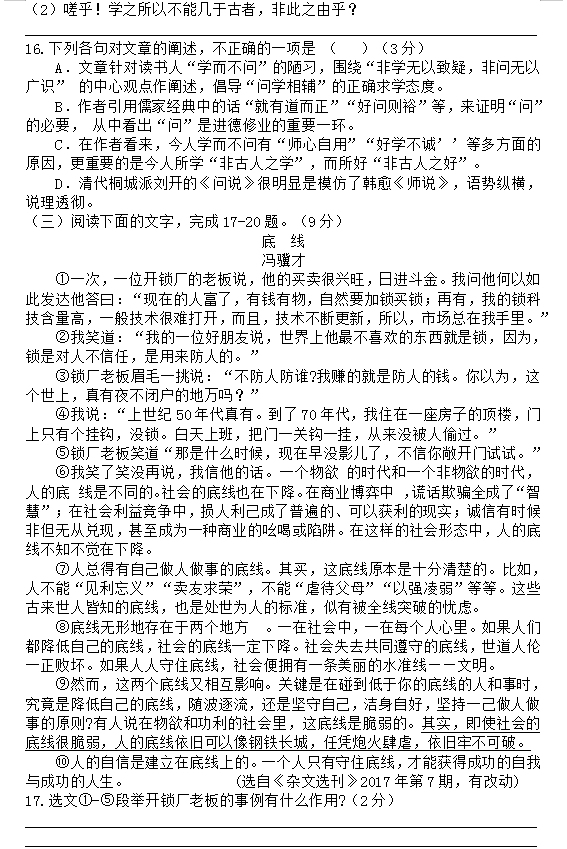 （2）嗟乎！学之所以不能几于古者，非此之由乎？
16.下列各句对文章的阐述，不正确的一项是（　　）（3分）
A．文章针对读书人“学而不问”的陋习，围绕“非学无以致疑，非问无以
广识” 的中心观点作阐述，倡导“问学相辅”的正确求学态度。
B．作者引用儒家经典中的话“就有道而正”“好问则裕”等，来证明“问”
的必要， 从中看出“问”是进德修业的重要一环。
C．在作者看来，今人学而不问有“师心自用”“好学不诚’’等多方面的
原因，更重要的是今人所学“非古人之学”，而所好“非古人之好”。
D．清代桐城派刘开的《问说》很明显是模仿了韩愈《师说》，语势纵横，
说理透彻。
（三）阅读下面的文字，完成17-20题。（9分）
底　线
冯骥才
①一次，一位开锁厂的老板说，他的买卖很兴旺，日进斗金。我问他何以如
此发达他答曰：“现在的人富了，有钱有物，自然要加锁买锁；再有，我的锁科
技含量高，一般技术很难打开，而且，技术不断更新，所以，市场总在我手里。”
②我笑道：“我的一位好朋友说，世界上他最不喜欢的东西就是锁，因为，
锁是对人不信任，是用来防人的。”
③锁厂老板眉毛一挑说：“不防人防谁?我赚的就是防人的钱。你以为，这
个世上，真有夜不闭户的地万吗？”
④我说：“上世纪50年代真有。到了70年代，我住在一座房子的顶楼，门
上只有个挂钩，没锁。白天上班，把门一关钩一挂，从来没被人偷过。”
⑤锁厂老板笑道“那是什么时候，现在早没影儿了，不信你敞开门试试。”
⑥我笑了笑没再说，我信他的话。一个物欲 的时代和一个非物欲的时代，
人的底 线是不同的。社会的底线也在下降。在商业博弈中 ，谎话欺骗全成了“智
慧”；在社会利益竞争中，损人利己成了普遍的、可以获利的现实；诚信有时候
非但无从兑现，甚至成为一种商业的吆喝或陷阱。在这样的社会形态中，人的底
线不知不觉在下降。
⑦人总得有自己做人做事的底线。其买，这底线原本是十分清楚的。比如，
人不能“见利忘义”“卖友求荣”，不能“虐待父母”“以强凌弱”等等。这些
古来世人皆知的底线，也是处世为人的标准，似有被全线突破的忧虑。
⑧底线无形地存在于两个地方　。一在社会中，一在每个人心里。如果人们
都降低自己的底线，社会的底线一定下降。社会失去共同遵守的底线，世道人伦
一正败坏。如果人人守住底线，社会便拥有一条美丽的水准线——文明。
⑨然而，这两个底线又相互影响。关键是在碰到低于你的底线的人和事时，
究竟是降低自己的底线，随波逐流，还是坚守自己，洁身自好，坚持一己做人做
事的原则?有人说在物欲和功利的社会里，这底线是脆弱的。其实，即使社会的
底线很脆弱，人的底线依旧可以像钢铁长城，任凭炮火肆虐，依旧牢不可破。
⑩人的自信是建立在底线上的。一个人只有守住底线，才能获得成功的自我
与成功的人生。　　　　　　　　(选自《杂文选刊》2017年第7期，有改动)
17.选文①-⑤段举开锁厂老板的事例有什么作用?(2分)